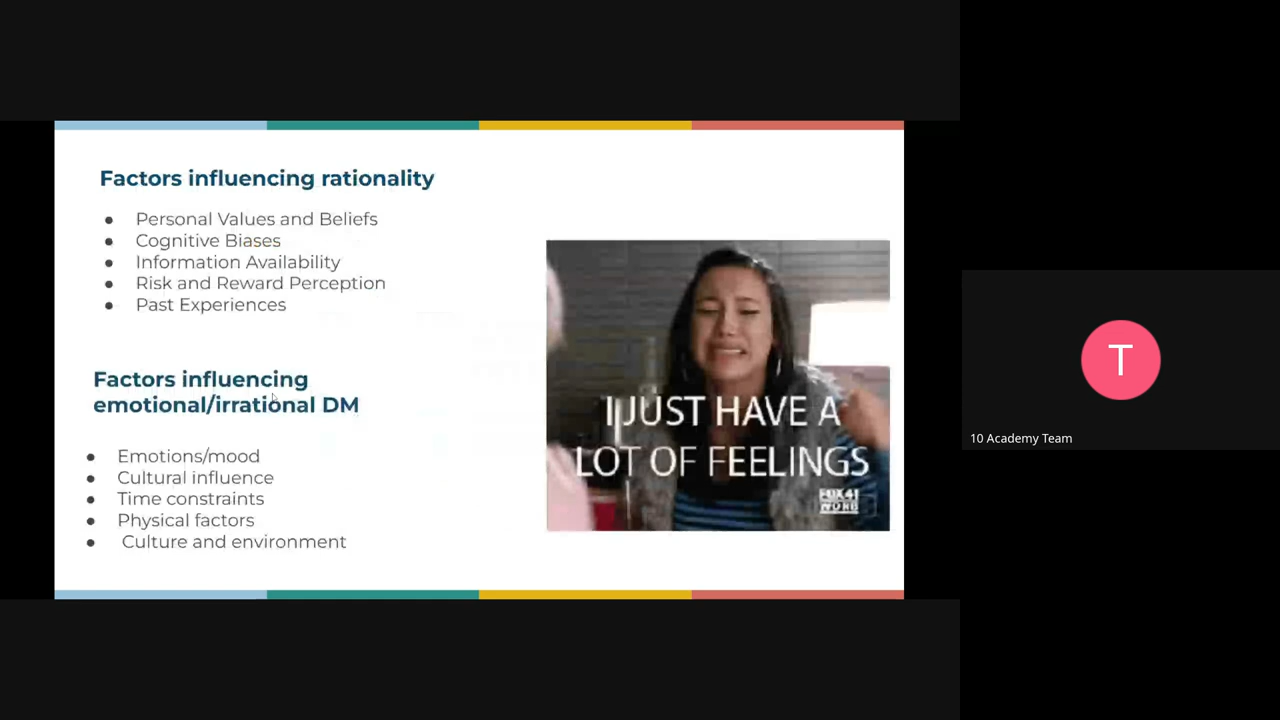 Factors influencing rationality
● Personal Values and Beliefs
● Cognitive Biases
● Information Availability
● Risk and Reward Perception
● Past Experiences
Factors influencing
emotional/irrational DM
● Emotions/mood
● Cultural influence
● Time constraints
● Physical factors
● Culture and environment
I JUST HAVE A
LOT OF FEELINGS
T
10 Academy Team